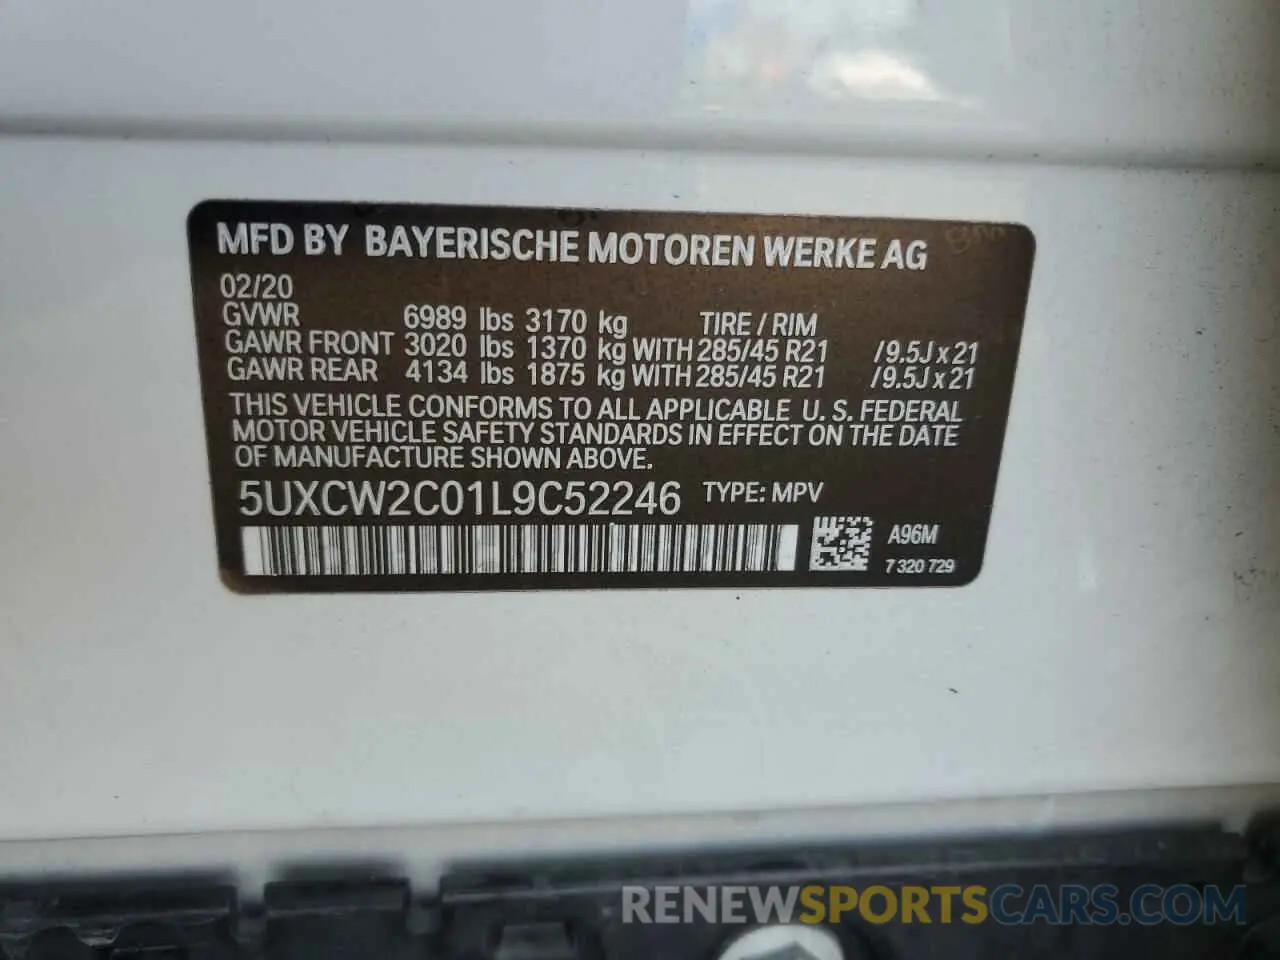 MFD BY BAYERISCHE MOTOREN WERKE AG
02/20
GVWR 6989 lbs 3170 kg TIRE / RIM
GAWR FRONT 3020 lbs 1370 kg WITH 285/45 R21 /9.5J x 21
GAWR REAR 4134 lbs 1875 kg WITH 285/45 R21 /9.5J x 21
THIS VEHICLE CONFORMS TO ALL APPLICABLE U. S. FEDERAL
MOTOR VEHICLE SAFETY STANDARDS IN EFFECT ON THE DATE
OF MANUFACTURE SHOWN ABOVE.
5UXCW2C01L9C52246 TYPE: MPV
A96M
7 320 729
RENEWSPORTSCARS.COM